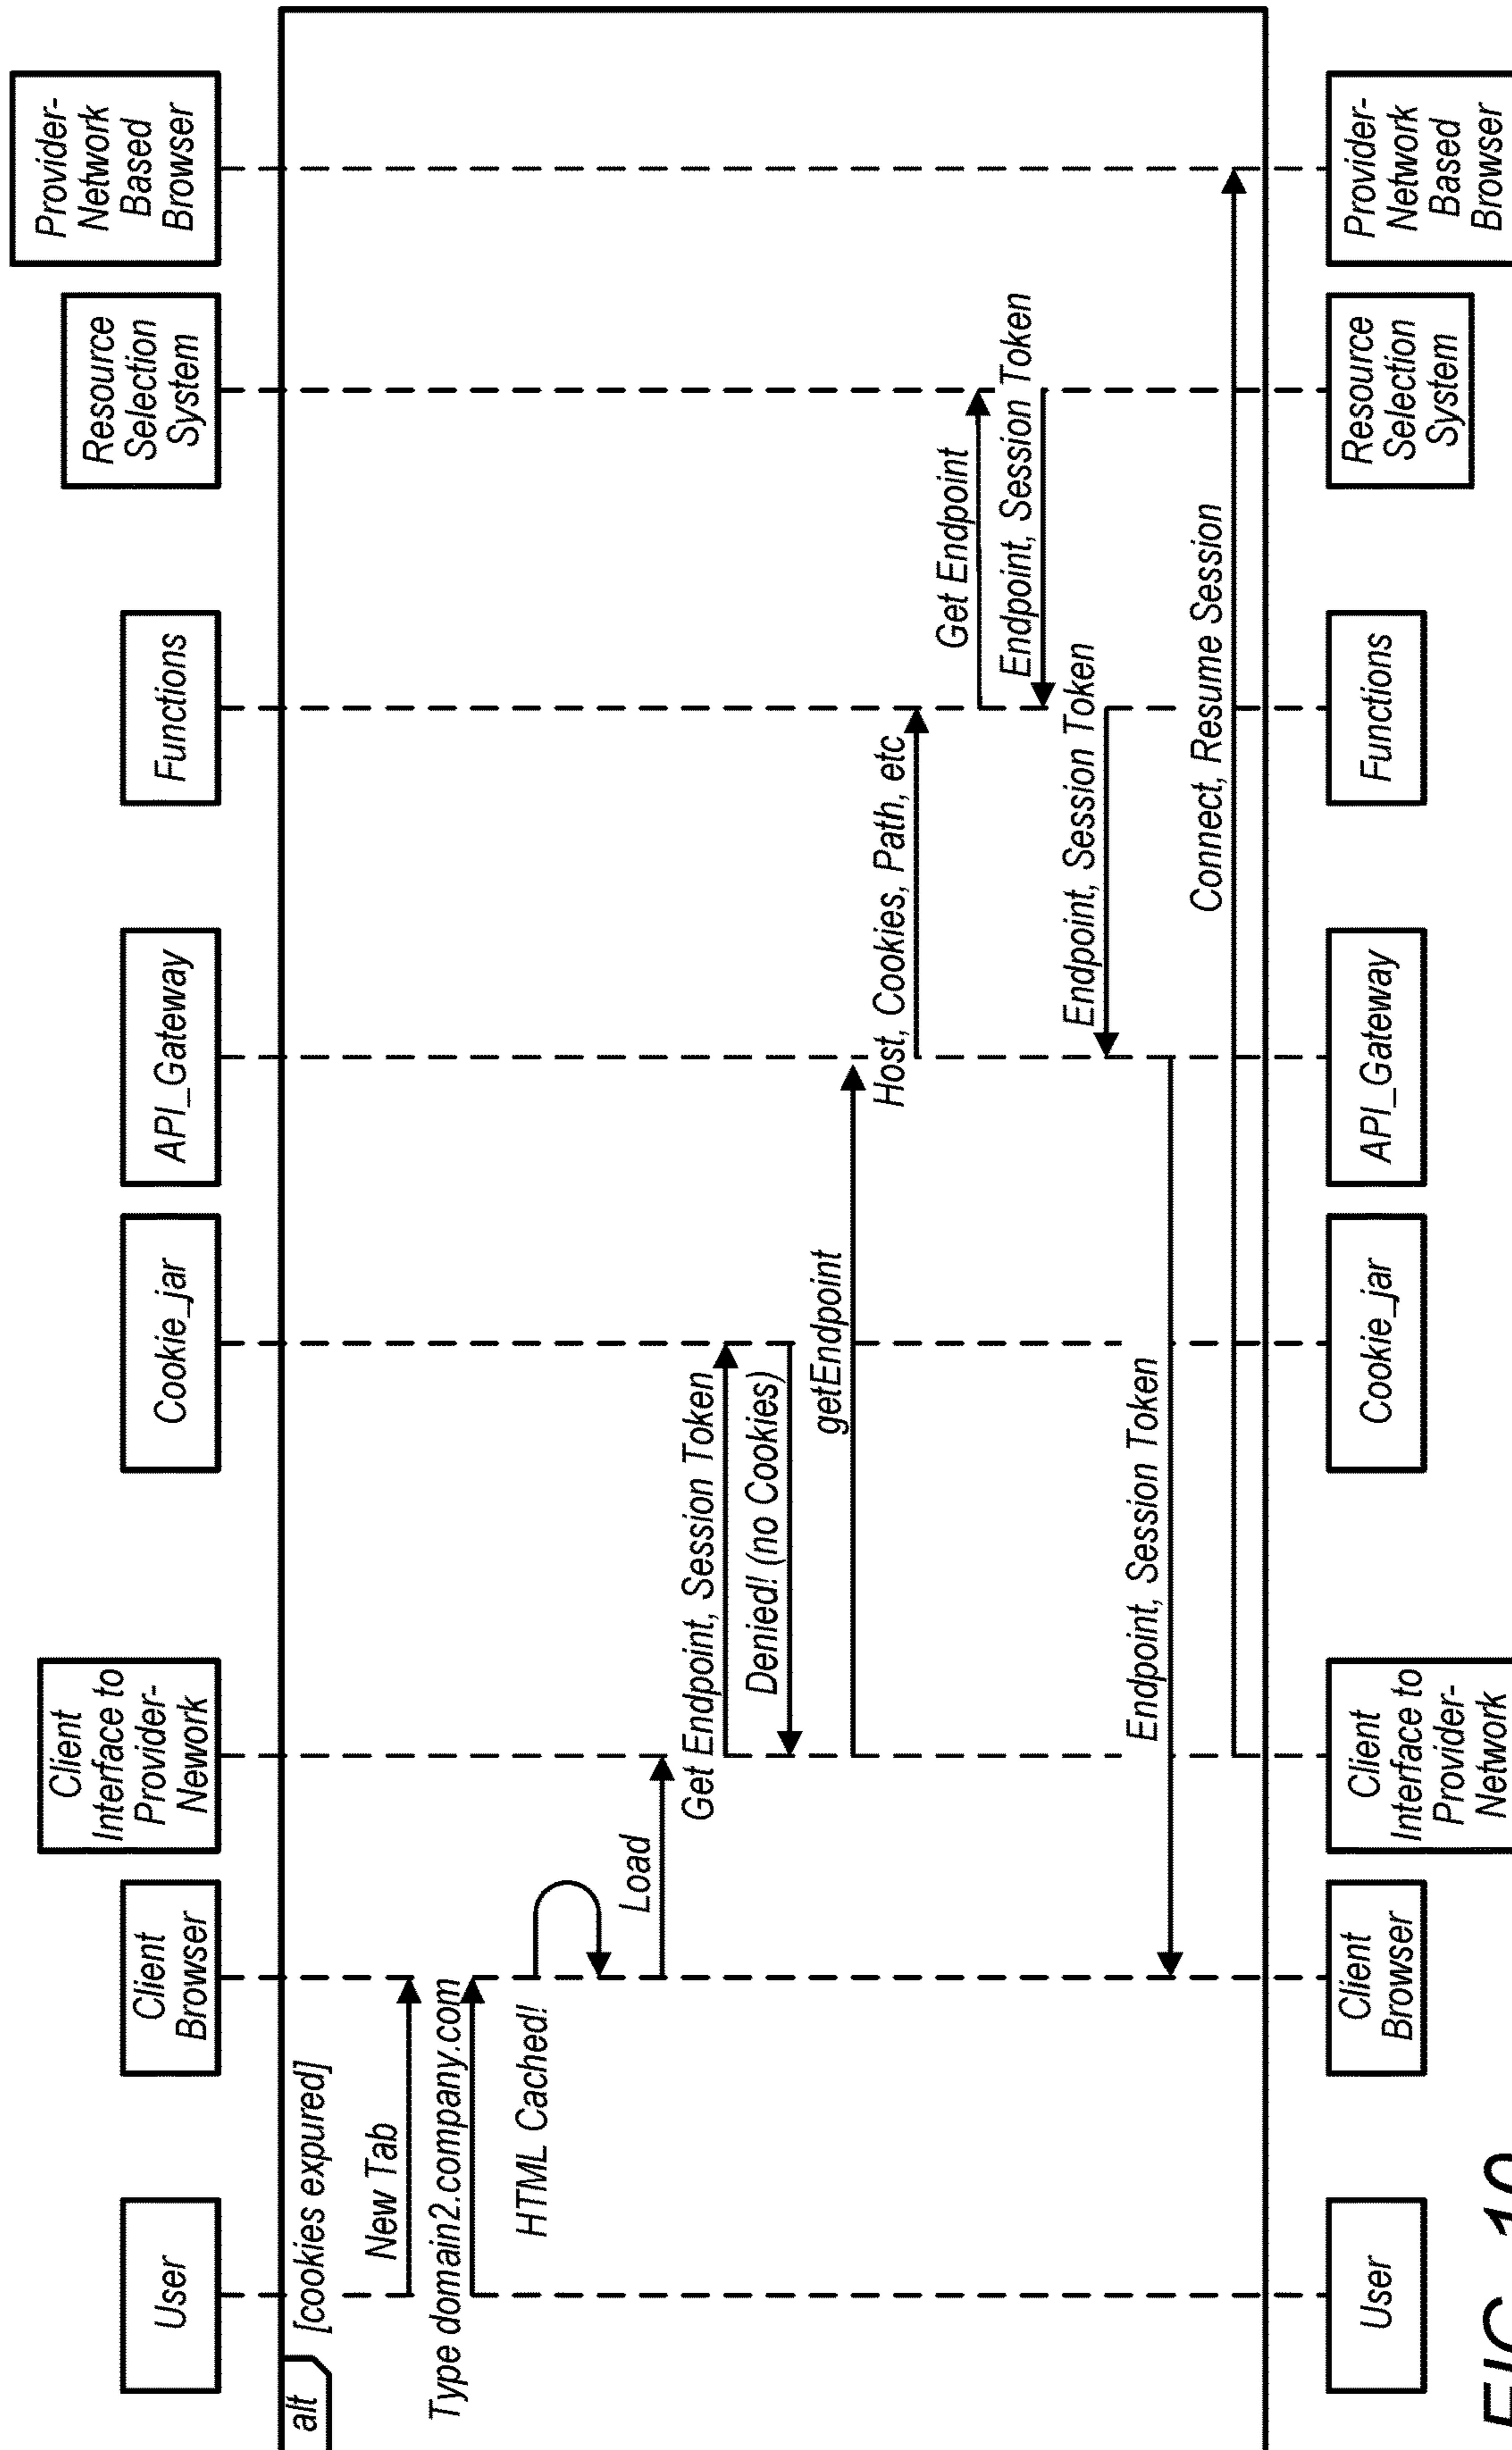 User
Client
Browser
Client
Interface to
Provider-
Nework
Cookie_jar
API_Gateway
Functions
Resource
Selection
System
Provider-
Network
Based
Browser
alt
[cookies expured]
New Tab
Type domain2.company.com
HTML Cached!
Load
Get Endpoint, Session Token
Denied! (no Cookies)
getEndpoint
Host, Cookies, Path, etc
Get Endpoint
Endpoint, Session Token
Endpoint, Session Token
Endpoint, Session Token
Connect, Resume Session
User
Client
Browser
Client
Interface to
Provider-
Network
Cookie_jar
API_Gateway
Functions
Resource
Selection
System
Provider-
Network
Based
Browser
FIG. 10